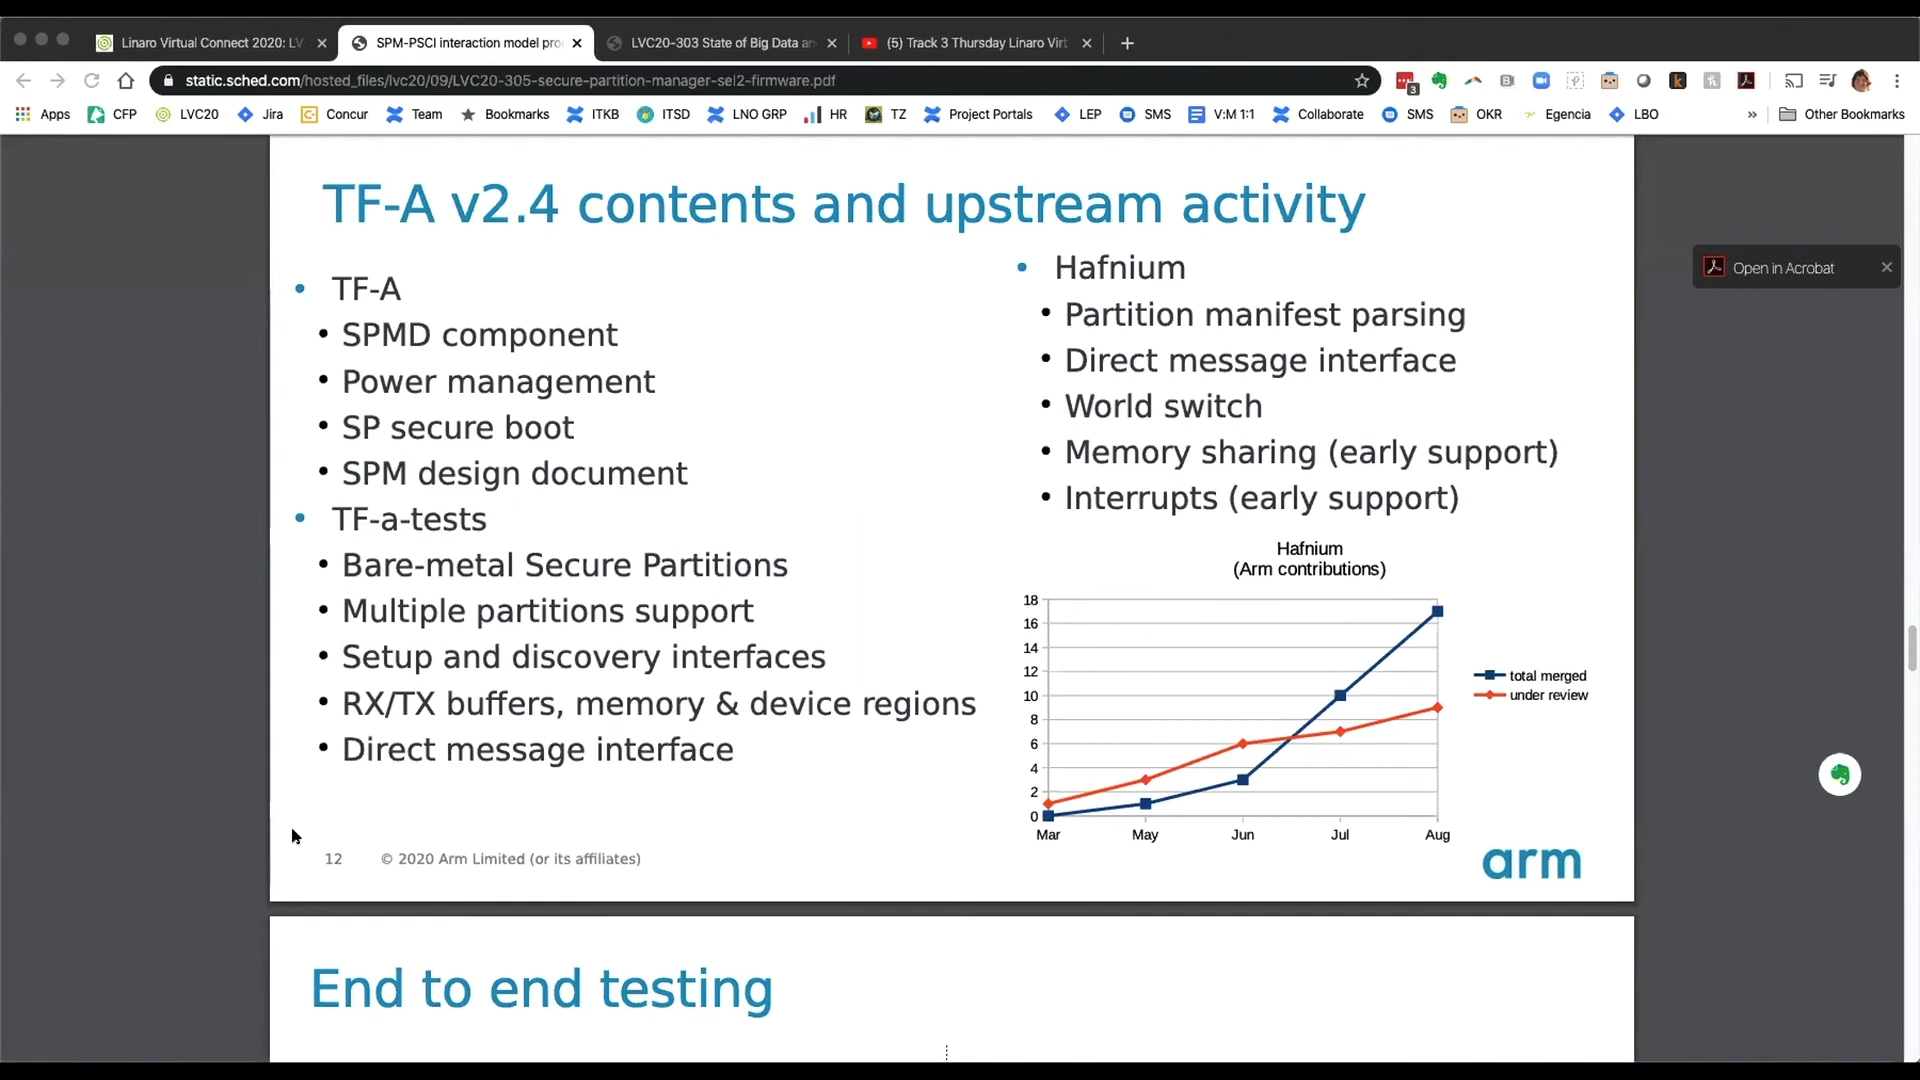 Linaro Virtual Connect 2020: LV
SPM-PSCI interaction model pro
LVC20-303 State of Big Data an
(5) Track 3 Thursday Linaro Virt
static.sched.com/hosted_files/lvc20/09/LVC20-305-secure-partition-manager-sel2-firmware.pdf
3
Apps CFP LVC20 Jira Concur Team Bookmarks ITKB ITSD LNO GRP HR TZ Project Portals LEP SMS V:M 1:1 Collaborate SMS OKR Egencia LBO » Other Bookmarks
Open in Acrobat
TF-A v2.4 contents and upstream activity
• TF-A
• SPMD component
• Power management
• SP secure boot
• SPM design document
• TF-a-tests
• Bare-metal Secure Partitions
• Multiple partitions support
• Setup and discovery interfaces
• RX/TX buffers, memory & device regions
• Direct message interface
• Hafnium
• Partition manifest parsing
• Direct message interface
• World switch
• Memory sharing (early support)
• Interrupts (early support)
Hafnium
(Arm contributions)
18
16
14
12
10
8
6
4
2
0
Mar May Jun Jul Aug
total merged
under review
12 © 2020 Arm Limited (or its affiliates)
arm
End to end testing